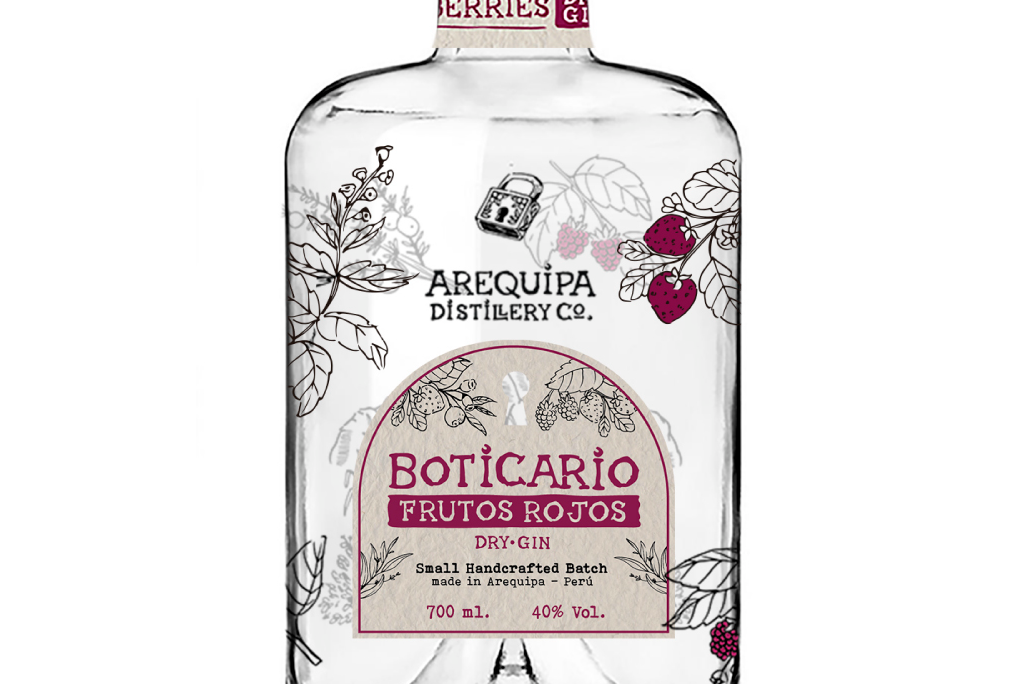 BERRIES
AREQUIPA
DISTILLERY Co.
BOTICARIO
FRUTOS ROJOS
DRY·GIN
Small Handcrafted Batch
made in Arequipa – Perú
700 ml. 40% Vol.